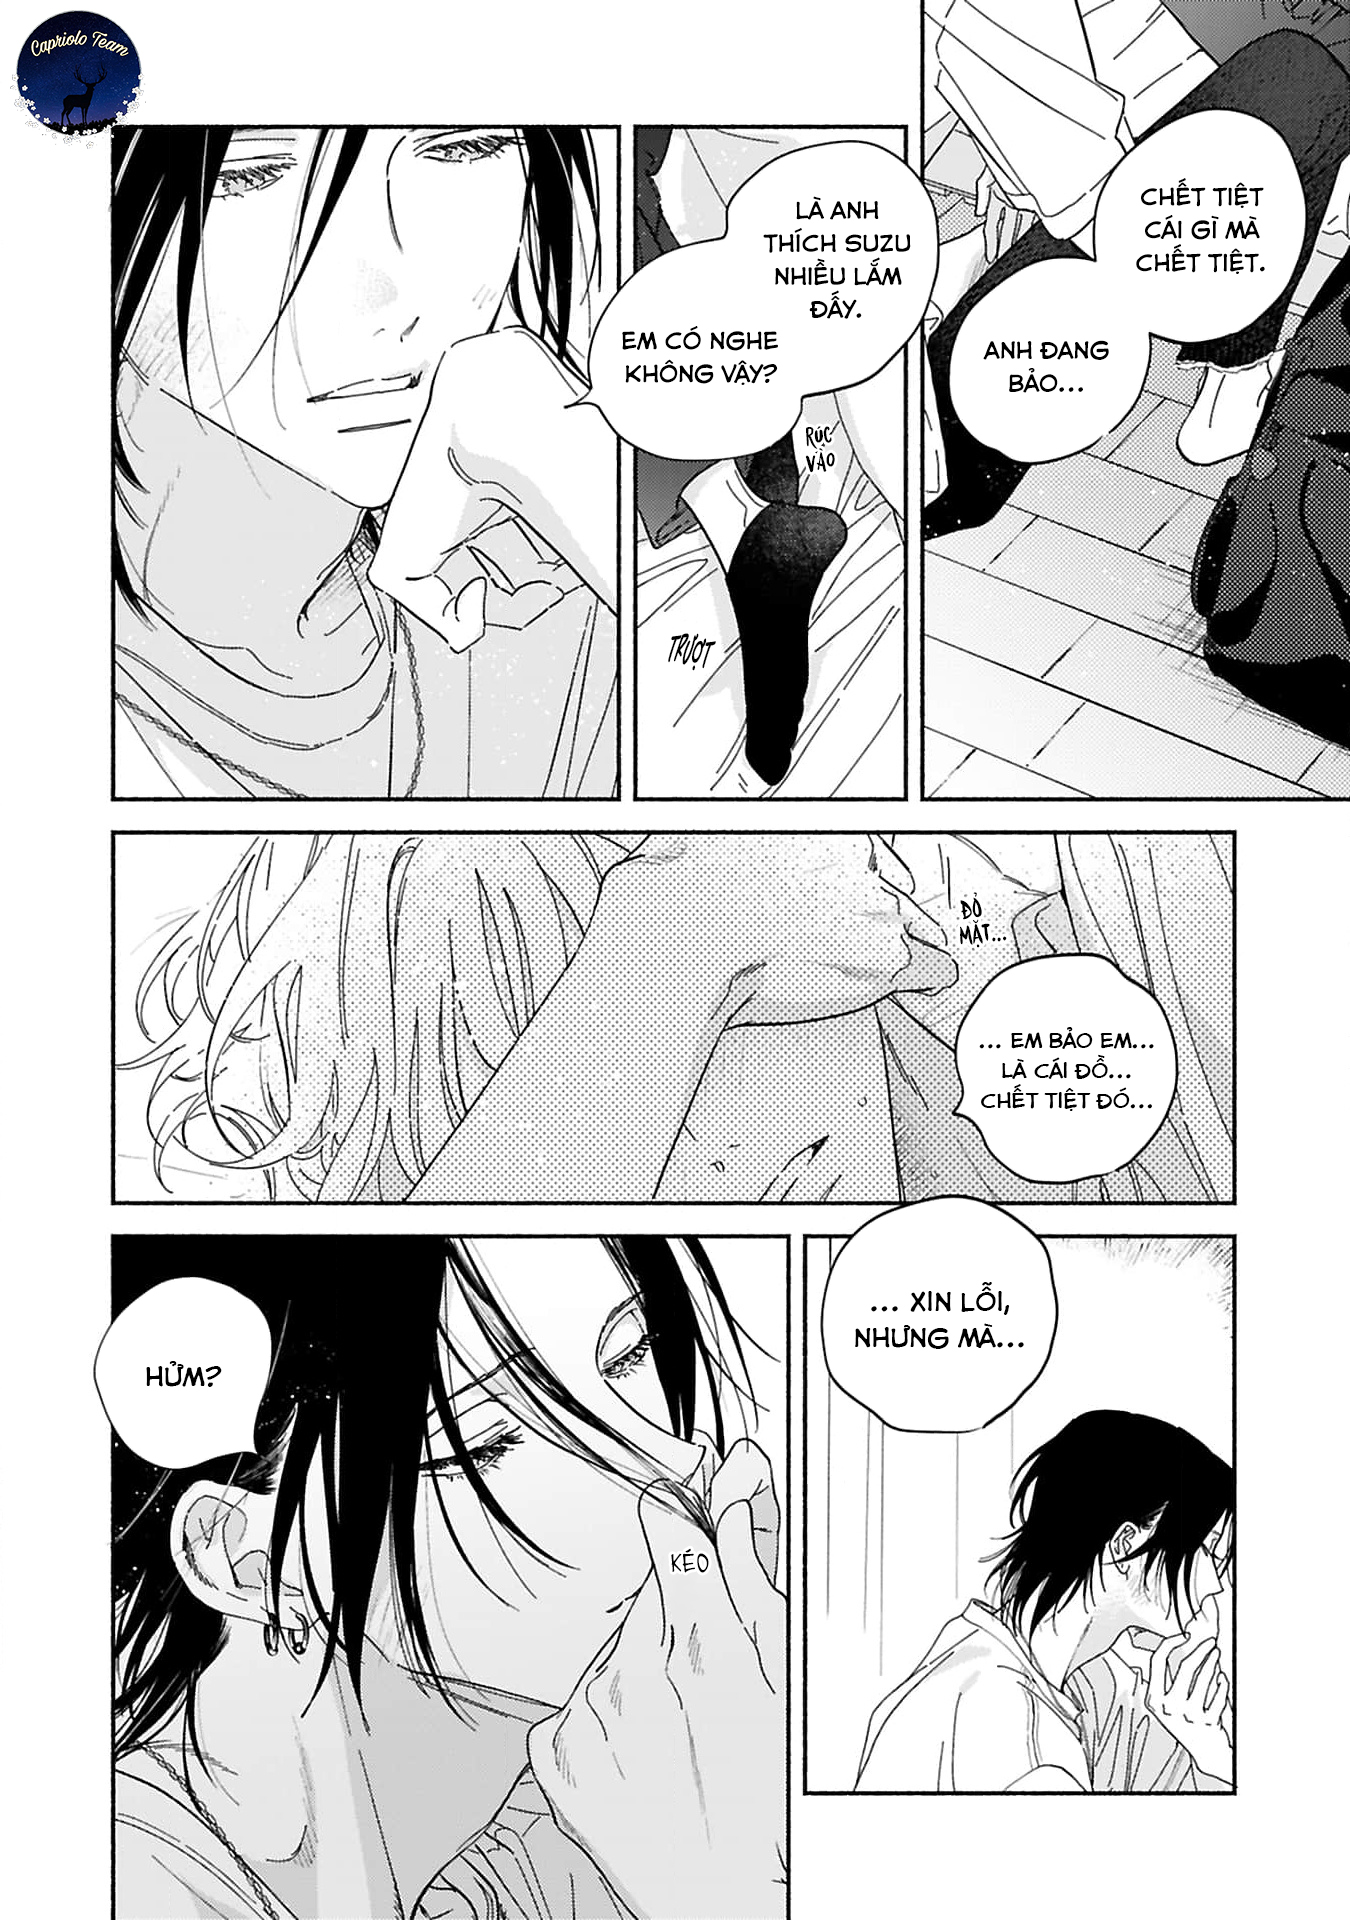 Capriolo Team
CHẾT TIỆT
CÁI GÌ MÀ
CHẾT TIỆT.
ANH ĐANG
BẢO...
LÀ ANH
THÍCH SUZU
NHIỀU LẮM
ĐẤY.
EM CÓ NGHE
KHÔNG VẬY?
RÚC
VÀO
TRƯỢT
ĐỎ
MẶT...
... EM BẢO EM...
LÀ CÁI ĐỒ...
CHẾT TIỆT ĐÓ...
... XIN LỖI,
NHƯNG MÀ...
HỬM?
KÉO